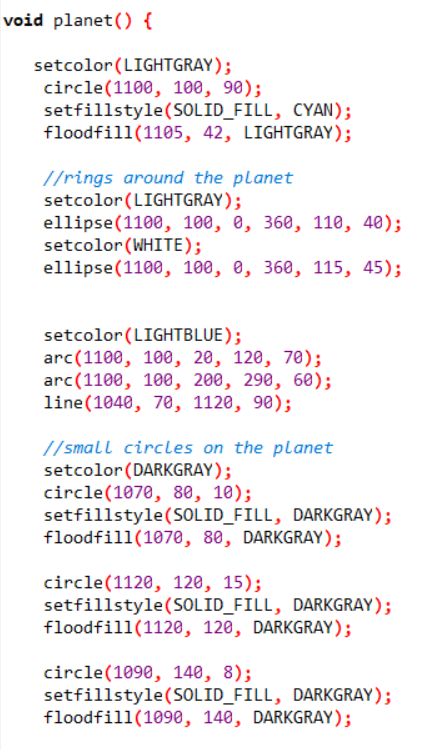 void planet() {
setcolor(LIGHTGRAY);
circle(1100, 100, 90);
setfillstyle(SOLID_FILL, CYAN);
floodfill(1105, 42, LIGHTGRAY);
//rings around the planet
setcolor(LIGHTGRAY);
ellipse(1100, 100, 0, 360, 110, 40);
setcolor(WHITE);
ellipse(1100, 100, 0, 360, 115, 45);
setcolor(LIGHTBLUE);
arc(1100, 100, 20, 120, 70);
arc(1100, 100, 200, 290, 60);
line(1040, 70, 1120, 90);
//small circles on the planet
setcolor(DARKGRAY);
circle(1070, 80, 10);
setfillstyle(SOLID_FILL, DARKGRAY);
floodfill(1070, 80, DARKGRAY);
circle(1120, 120, 15);
setfillstyle(SOLID_FILL, DARKGRAY);
floodfill(1120, 120, DARKGRAY);
circle(1090, 140, 8);
setfillstyle(SOLID_FILL, DARKGRAY);
floodfill(1090, 140, DARKGRAY);